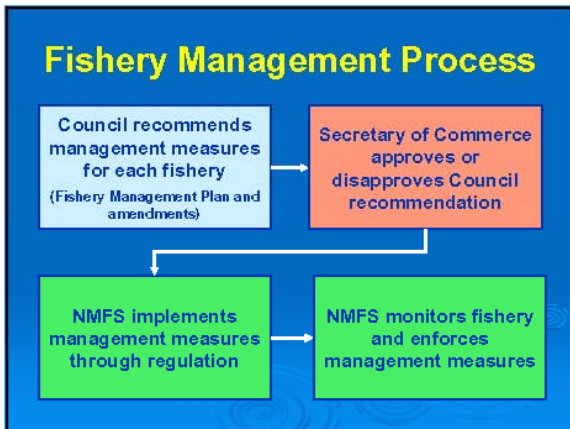 Fishery Management Process
Council recommends
management measures
for each fishery
(Fishery Management Plan and
amendments)
Secretary of Commerce
approves or
disapproves Council
recommendation
NMFS implements
management measures
through regulation
NMFS monitors fishery
and enforces
management measures